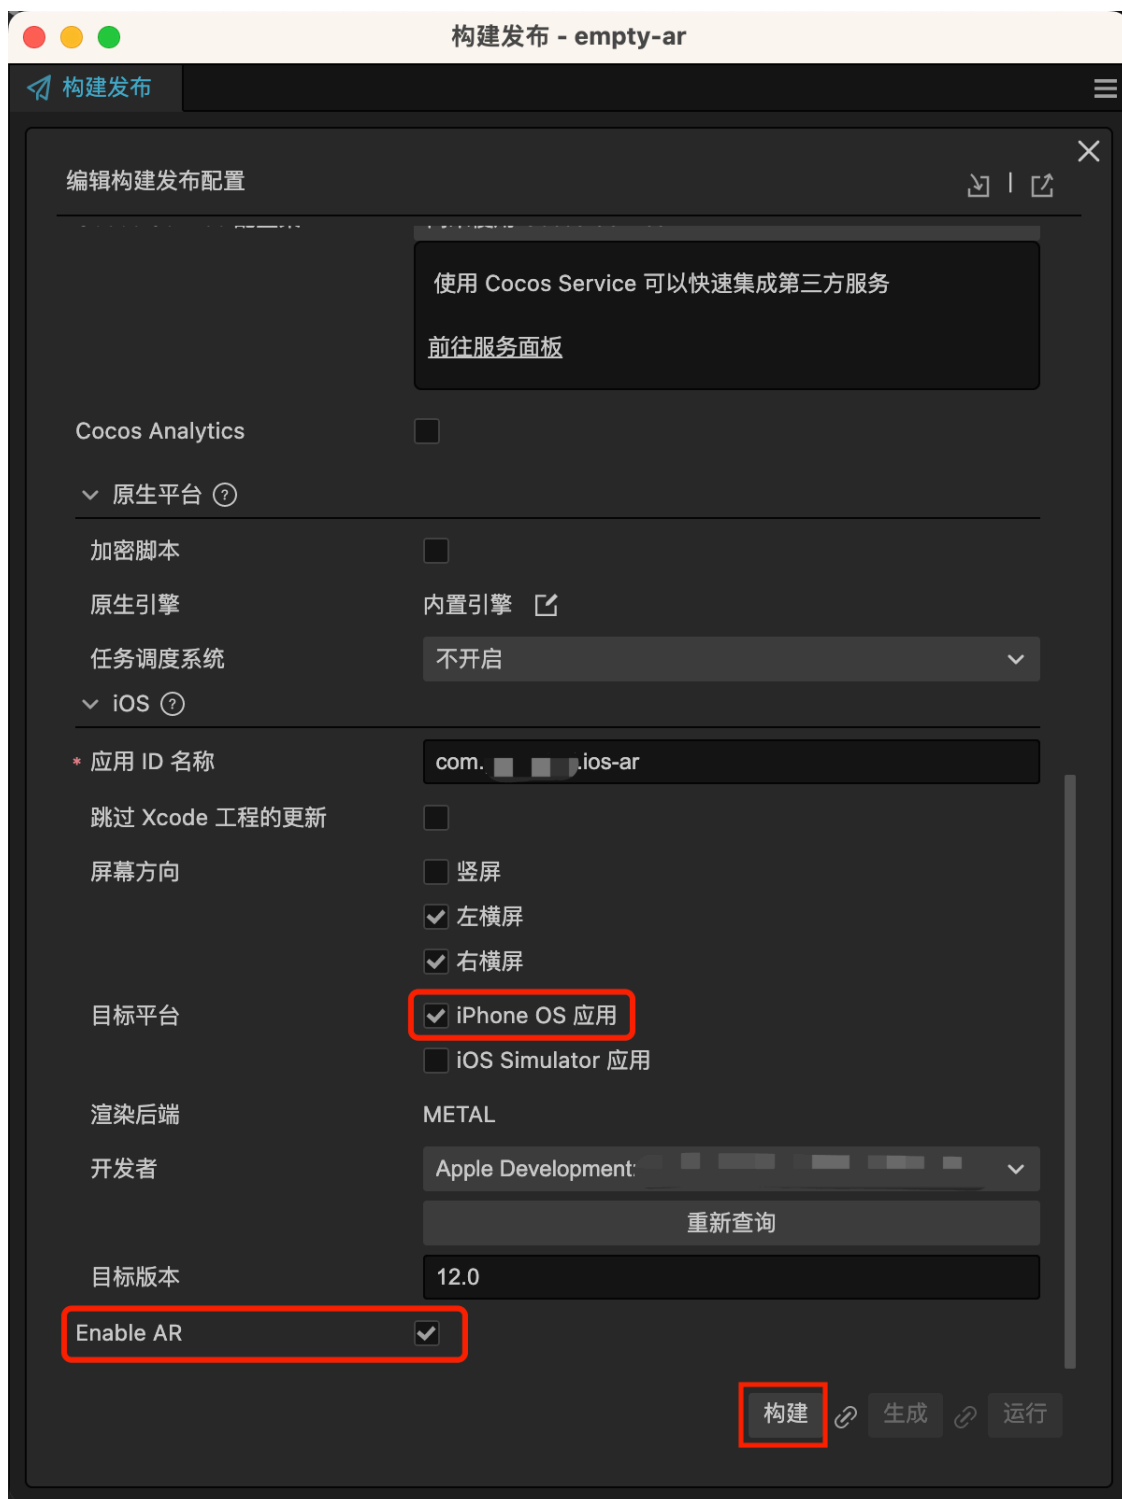 构建发布 - empty-ar
构建发布
编辑构建发布配置
使用 Cocos Service 可以快速集成第三方服务
前往服务面板
Cocos Analytics
原生平台 ?
加密脚本
原生引擎 内置引擎
任务调度系统 不开启
iOS ?
* 应用 ID 名称 com. .ios-ar
跳过 Xcode 工程的更新
屏幕方向 竖屏
左横屏
右横屏
目标平台 iPhone OS 应用
iOS Simulator 应用
渲染后端 METAL
开发者 Apple Development:
重新查询
目标版本 12.0
Enable AR
构建 生成 运行